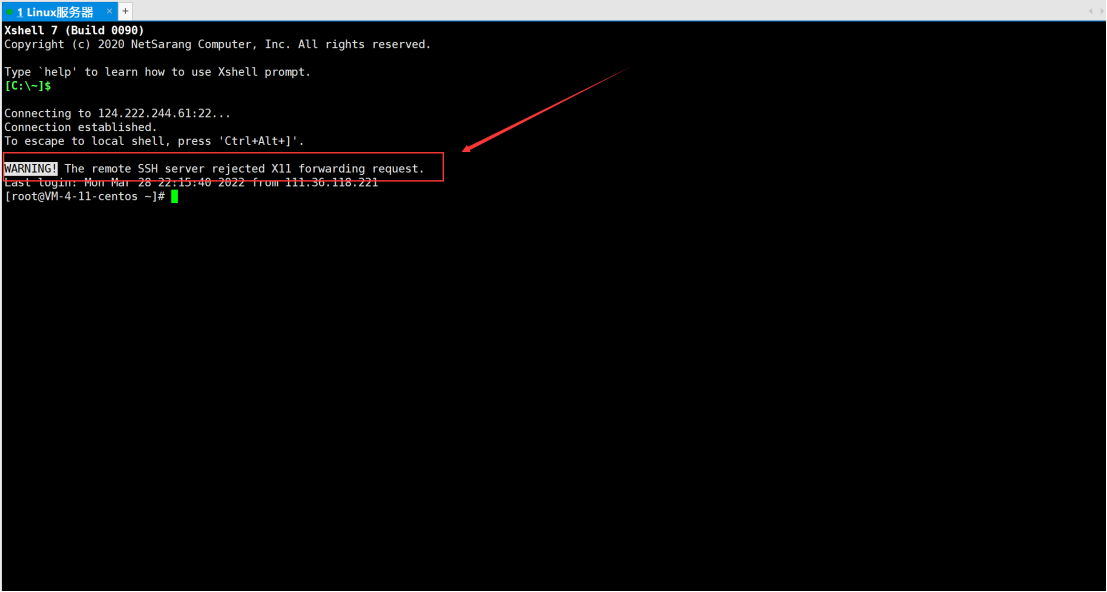 1 Linux服务器 × +
Xshell 7 (Build 0090)
Copyright (c) 2020 NetSarang Computer, Inc. All rights reserved.
Type `help' to learn how to use Xshell prompt.
[C:\~]$
Connecting to 124.222.244.61:22...
Connection established.
To escape to local shell, press 'Ctrl+Alt+]'.
WARNING! The remote SSH server rejected X11 forwarding request.
Last login: Mon Mar 28 22:15:40 2022 from 111.36.118.221
[root@VM-4-11-centos ~]#